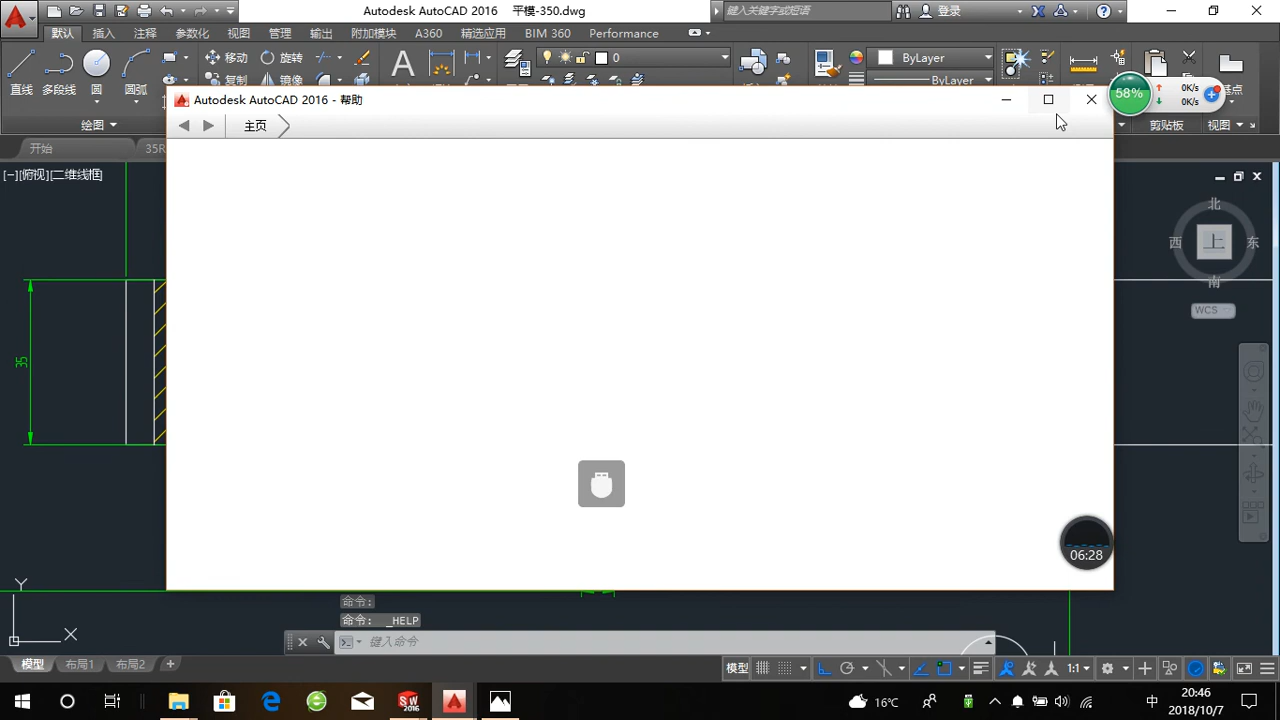 Autodesk AutoCAD 2016 平模-350.dwg
键入关键字或短语
登录
默认 插入 注释 参数化 视图 管理 输出 附加模块 A360 精选应用 BIM 360 Performance
移动 旋转
0
ByLayer
直线 多段线 圆 圆弧
复制 镜像
ByLayer
基点
绘图
剪贴板 视图
58%
0K/s
0K/s
Autodesk AutoCAD 2016 - 帮助
主页
开始
[−][俯视][二维线框]
北
西 上 东
南
WCS
35
06:28
Y
X
命令:
命令: _HELP
键入命令
模型 布局1 布局2
模型
1:1
16℃
中
20:46
2018/10/7